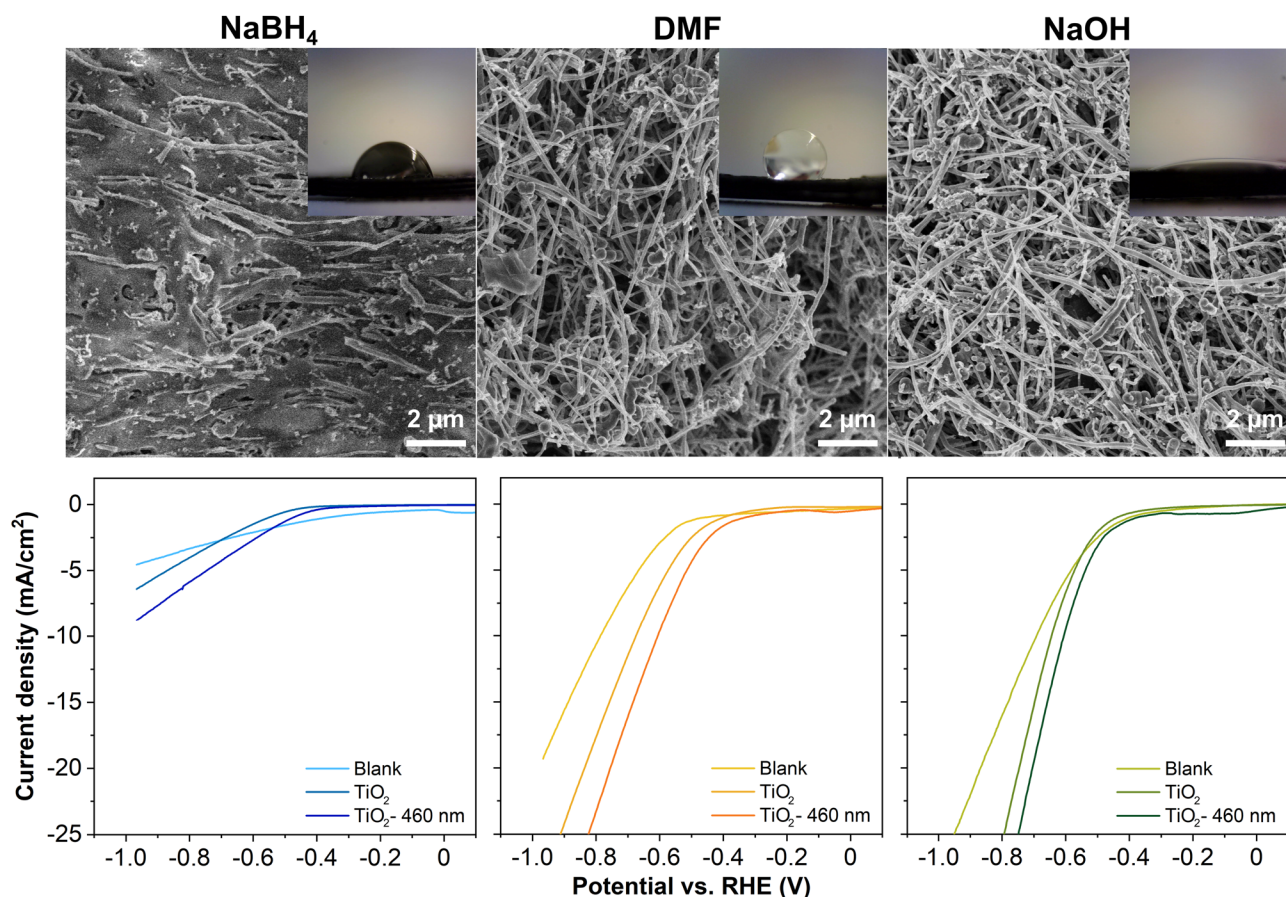 NaBH₄ DMF NaOH
2 µm 2 µm 2 µm
Current density (mA/cm²)
0
-5
-10
-15
-20
-25
Blank
TiO₂
TiO₂- 460 nm
-1.0 -0.8 -0.6 -0.4 -0.2 0
Blank
TiO₂
TiO₂- 460 nm
-1.0 -0.8 -0.6 -0.4 -0.2 0
Blank
TiO₂
TiO₂- 460 nm
-1.0 -0.8 -0.6 -0.4 -0.2 0
Potential vs. RHE (V)